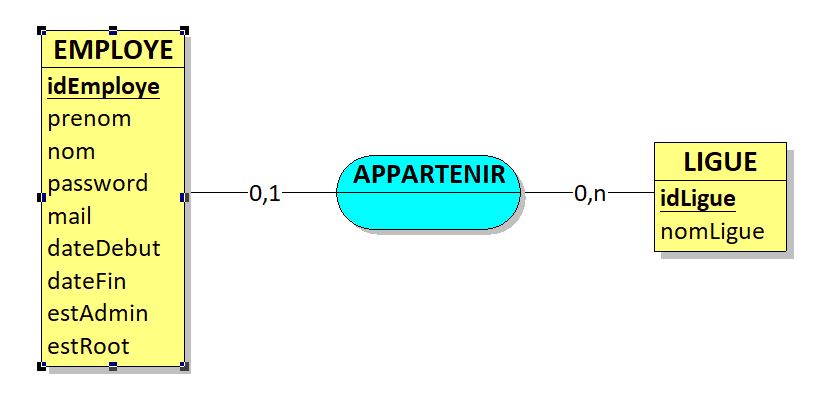 EMPLOYE
idEmploye
prenom
nom
password
mail
dateDebut
dateFin
estAdmin
estRoot
0,1
APPARTENIR
0,n
LIGUE
idLigue
nomLigue